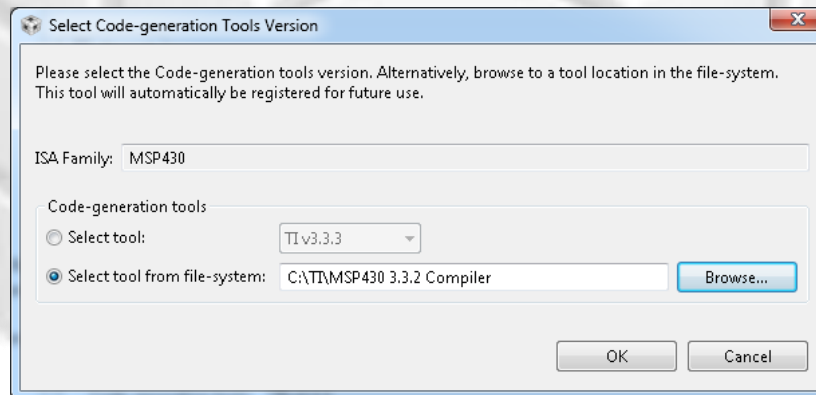 Select Code-generation Tools Version
Please select the Code-generation tools version. Alternatively, browse to a tool location in the file-system.
This tool will automatically be registered for future use.
ISA Family: MSP430
Code-generation tools
Select tool: TI v3.3.3
Select tool from file-system: C:\TI\MSP430 3.3.2 Compiler Browse...
OK Cancel